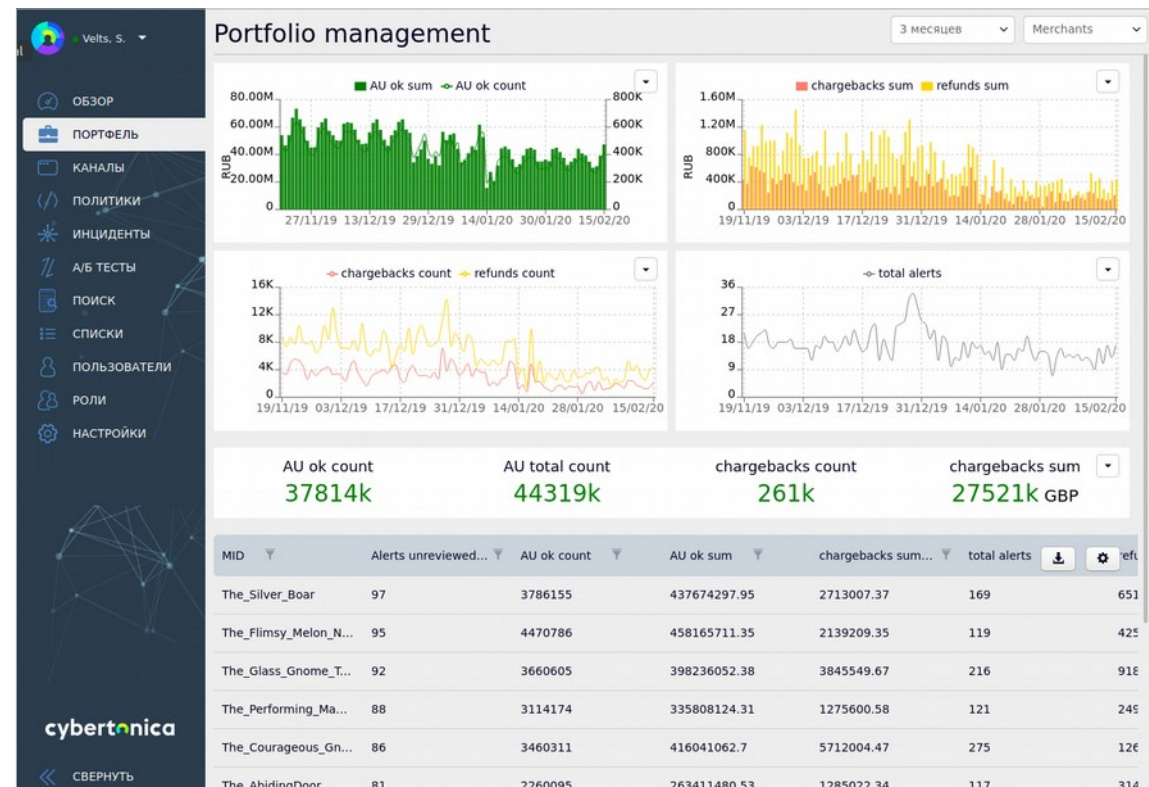 Velts, S.
al
ОБЗОР
ПОРТФЕЛЬ
КАНАЛЫ
ПОЛИТИКИ
ИНЦИДЕНТЫ
А/Б ТЕСТЫ
ПОИСК
СПИСКИ
ПОЛЬЗОВАТЕЛИ
РОЛИ
НАСТРОЙКИ
cybertonica
СВЕРНУТЬ
Portfolio management
3 месяцев
Merchants
AU ok sum AU ok count
80.00M 800K
60.00M 600K
40.00M 400K
20.00M 200K
0 0
RUB
27/11/19 13/12/19 29/12/19 14/01/20 30/01/20 15/02/20
chargebacks sum refunds sum
1.60M
1.20M
800K
400K
0
RUB
19/11/19 03/12/19 17/12/19 31/12/19 14/01/20 28/01/20 15/02/20
chargebacks count refunds count
16K
12K
8K
4K
0
19/11/19 03/12/19 17/12/19 31/12/19 14/01/20 28/01/20 15/02/20
total alerts
36
27
18
9
0
19/11/19 03/12/19 17/12/19 31/12/19 14/01/20 28/01/20 15/02/20
AU ok count AU total count chargebacks count chargebacks sum
37814k 44319k 261k 27521k GBP
MID Alerts unreviewed... AU ok count AU ok sum chargebacks sum... total alerts refu
The_Silver_Boar 97 3786155 437674297.95 2713007.37 169 651
The_Flimsy_Melon_N... 95 4470786 458165711.35 2139209.35 119 425
The_Glass_Gnome_T... 92 3660605 398236052.38 3845549.67 216 918
The_Performing_Ma... 88 3114174 335808124.31 1275600.58 121 249
The_Courageous_Gn... 86 3460311 416041062.7 5712004.47 275 126
The_AbidingDoor 81 2260095 263411480.53 1285022.34 117 314